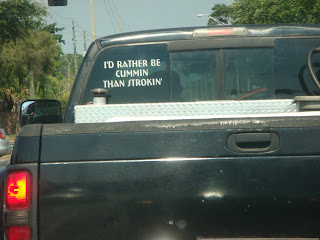 I'D RATHER BE
CUMMIN
THAN STROKIN'